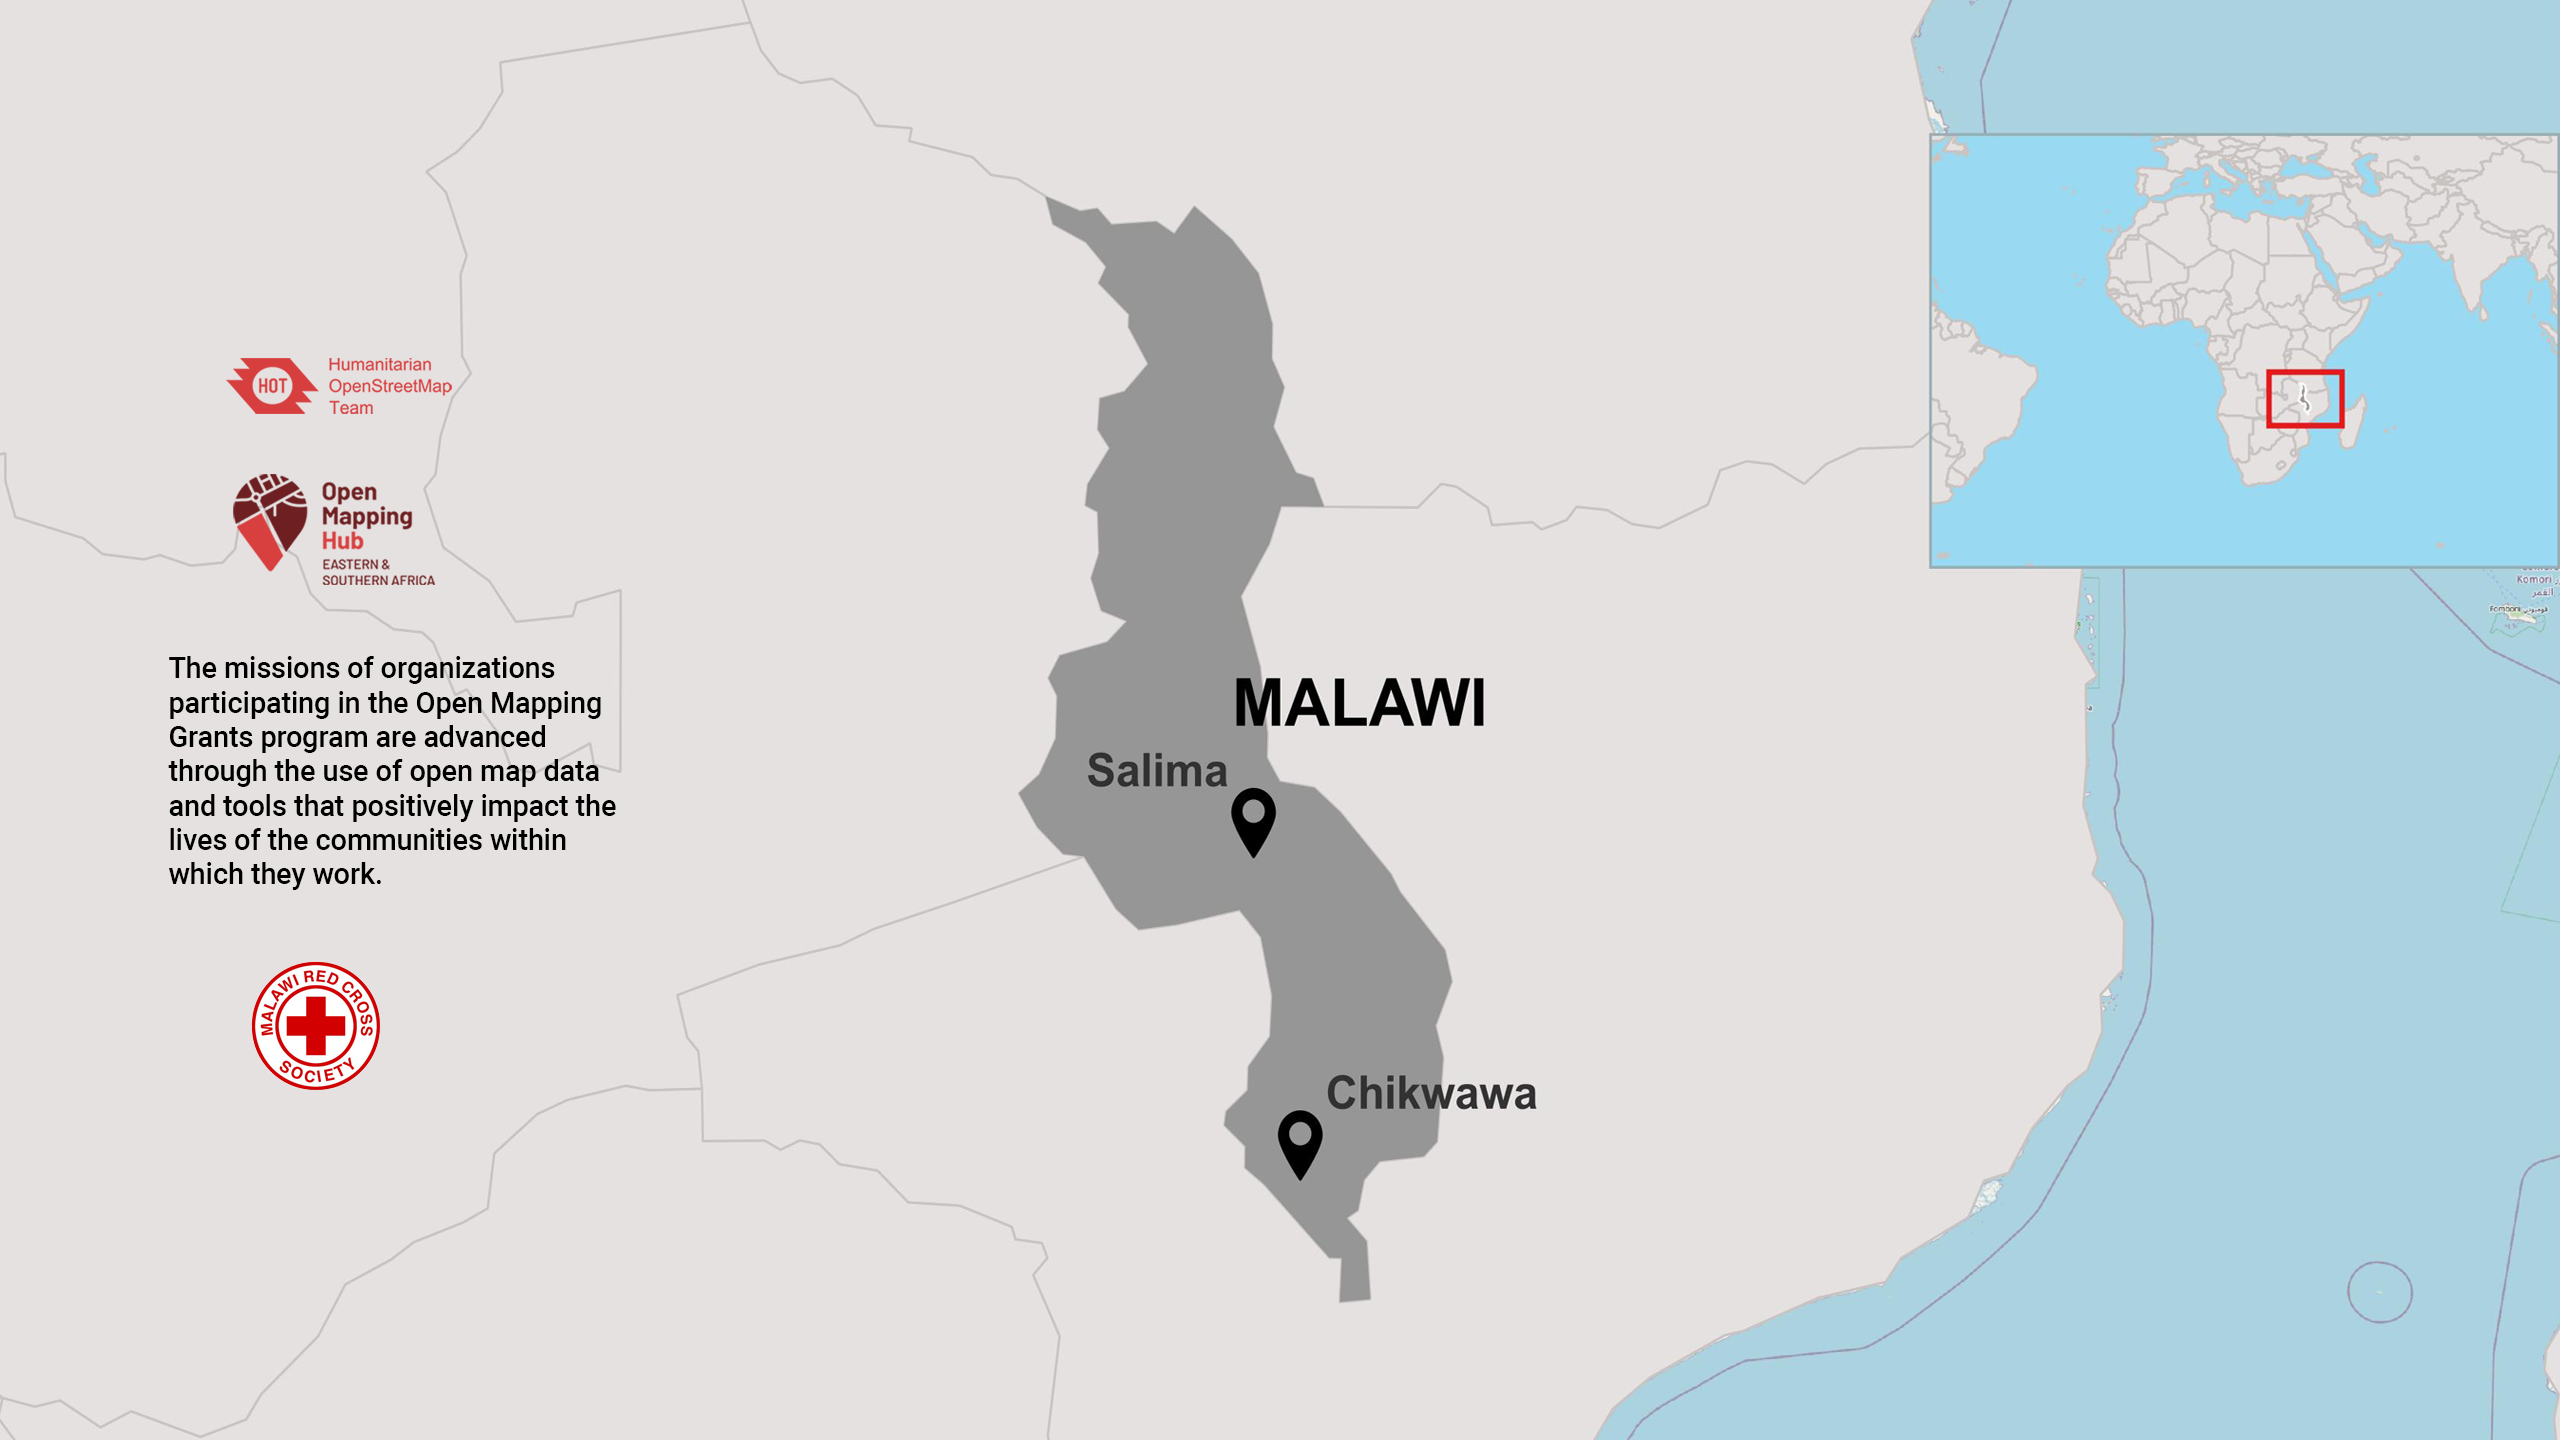 HOT
Humanitarian
OpenStreetMap
Team
Open
Mapping
Hub
EASTERN &
SOUTHERN AFRICA
The missions of organizations
participating in the Open Mapping
Grants program are advanced
through the use of open map data
and tools that positively impact the
lives of the communities within
which they work.
MALAWI RED CROSS
SOCIETY
MALAWI
Salima
Chikwawa
Komori
القمر
Fomboni